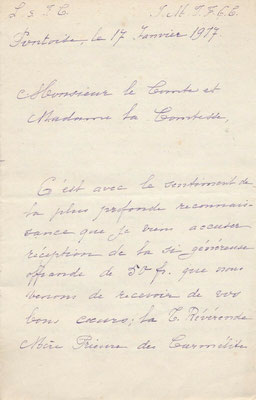 L. s J. C. J. M. J. T.
Pontoise, le 17 Janvier 1917.
Monsieur le Comte et
Madame la Comtesse,
C'est avec le sentiment de
la plus profonde reconnais-
sance que je viens accuser
réception de la si généreuse
offrande de 50 fr. que nous
venons de recevoir de vos
bons cœurs; la T. Révérende
Mère Prieure des Carmélites